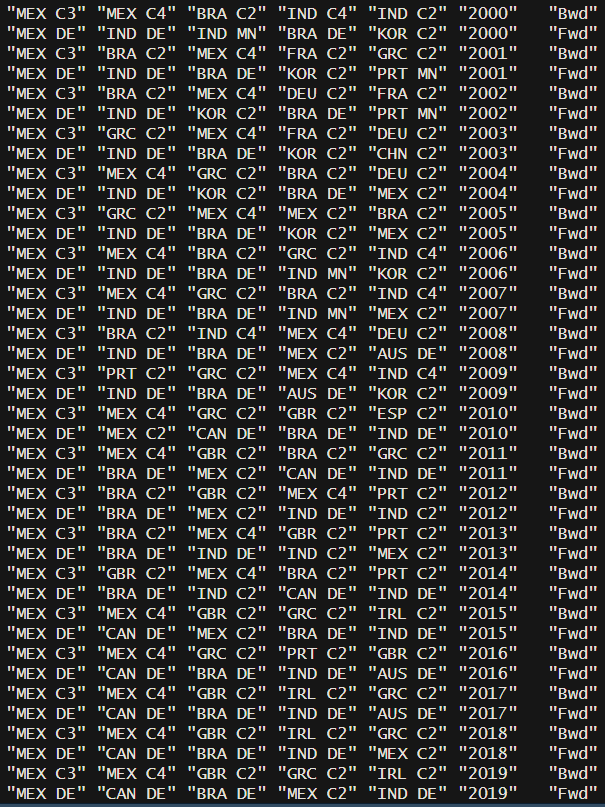 "MEX C3" "MEX C4" "BRA C2" "IND C4" "IND C2" "2000" "Bwd"
"MEX DE" "IND DE" "IND MN" "BRA DE" "KOR C2" "2000" "Fwd"
"MEX C3" "BRA C2" "MEX C4" "FRA C2" "GRC C2" "2001" "Bwd"
"MEX DE" "IND DE" "BRA DE" "KOR C2" "PRT MN" "2001" "Fwd"
"MEX C3" "BRA C2" "MEX C4" "DEU C2" "FRA C2" "2002" "Bwd"
"MEX DE" "IND DE" "KOR C2" "BRA DE" "PRT MN" "2002" "Fwd"
"MEX C3" "GRC C2" "MEX C4" "FRA C2" "DEU C2" "2003" "Bwd"
"MEX DE" "IND DE" "BRA DE" "KOR C2" "CHN C2" "2003" "Fwd"
"MEX C3" "MEX C4" "GRC C2" "BRA C2" "DEU C2" "2004" "Bwd"
"MEX DE" "IND DE" "KOR C2" "BRA DE" "MEX C2" "2004" "Fwd"
"MEX C3" "GRC C2" "MEX C4" "MEX C2" "BRA C2" "2005" "Bwd"
"MEX DE" "IND DE" "BRA DE" "KOR C2" "MEX C2" "2005" "Fwd"
"MEX C3" "MEX C4" "BRA C2" "GRC C2" "IND C4" "2006" "Bwd"
"MEX DE" "IND DE" "BRA DE" "IND MN" "KOR C2" "2006" "Fwd"
"MEX C3" "MEX C4" "GRC C2" "BRA C2" "IND C4" "2007" "Bwd"
"MEX DE" "IND DE" "BRA DE" "IND MN" "MEX C2" "2007" "Fwd"
"MEX C3" "BRA C2" "IND C4" "MEX C4" "DEU C2" "2008" "Bwd"
"MEX DE" "IND DE" "BRA DE" "MEX C2" "AUS DE" "2008" "Fwd"
"MEX C3" "PRT C2" "GRC C2" "MEX C4" "IND C4" "2009" "Bwd"
"MEX DE" "IND DE" "BRA DE" "AUS DE" "KOR C2" "2009" "Fwd"
"MEX C3" "MEX C4" "GRC C2" "GBR C2" "ESP C2" "2010" "Bwd"
"MEX DE" "MEX C2" "CAN DE" "BRA DE" "IND DE" "2010" "Fwd"
"MEX C3" "MEX C4" "GBR C2" "BRA C2" "GRC C2" "2011" "Bwd"
"MEX DE" "BRA DE" "MEX C2" "CAN DE" "IND DE" "2011" "Fwd"
"MEX C3" "BRA C2" "GBR C2" "MEX C4" "PRT C2" "2012" "Bwd"
"MEX DE" "BRA DE" "MEX C2" "IND DE" "IND C2" "2012" "Fwd"
"MEX C3" "BRA C2" "MEX C4" "GBR C2" "PRT C2" "2013" "Bwd"
"MEX DE" "BRA DE" "IND DE" "IND C2" "MEX C2" "2013" "Fwd"
"MEX C3" "GBR C2" "MEX C4" "BRA C2" "PRT C2" "2014" "Bwd"
"MEX DE" "BRA DE" "IND C2" "CAN DE" "IND DE" "2014" "Fwd"
"MEX C3" "MEX C4" "GBR C2" "GRC C2" "IRL C2" "2015" "Bwd"
"MEX DE" "CAN DE" "MEX C2" "BRA DE" "IND DE" "2015" "Fwd"
"MEX C3" "MEX C4" "GRC C2" "PRT C2" "GBR C2" "2016" "Bwd"
"MEX DE" "CAN DE" "BRA DE" "IND DE" "AUS DE" "2016" "Fwd"
"MEX C3" "MEX C4" "GBR C2" "IRL C2" "GRC C2" "2017" "Bwd"
"MEX DE" "CAN DE" "BRA DE" "IND DE" "AUS DE" "2017" "Fwd"
"MEX C3" "MEX C4" "GBR C2" "IRL C2" "GRC C2" "2018" "Bwd"
"MEX DE" "CAN DE" "BRA DE" "IND DE" "MEX C2" "2018" "Fwd"
"MEX C3" "MEX C4" "GBR C2" "GRC C2" "IRL C2" "2019" "Bwd"
"MEX DE" "CAN DE" "BRA DE" "MEX C2" "IND DE" "2019" "Fwd"